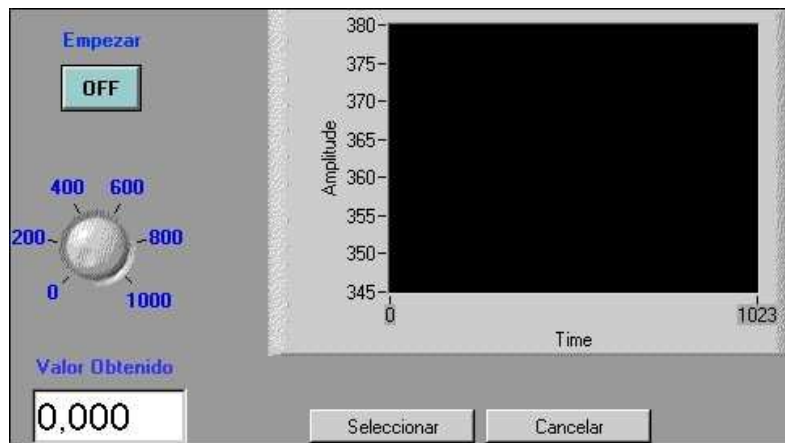 Empezar
OFF
400 600
200 800
0 1000
Valor Obtenido
0,000
380
375
370
365
360
355
350
345
Amplitude
0 1023
Time
Seleccionar Cancelar